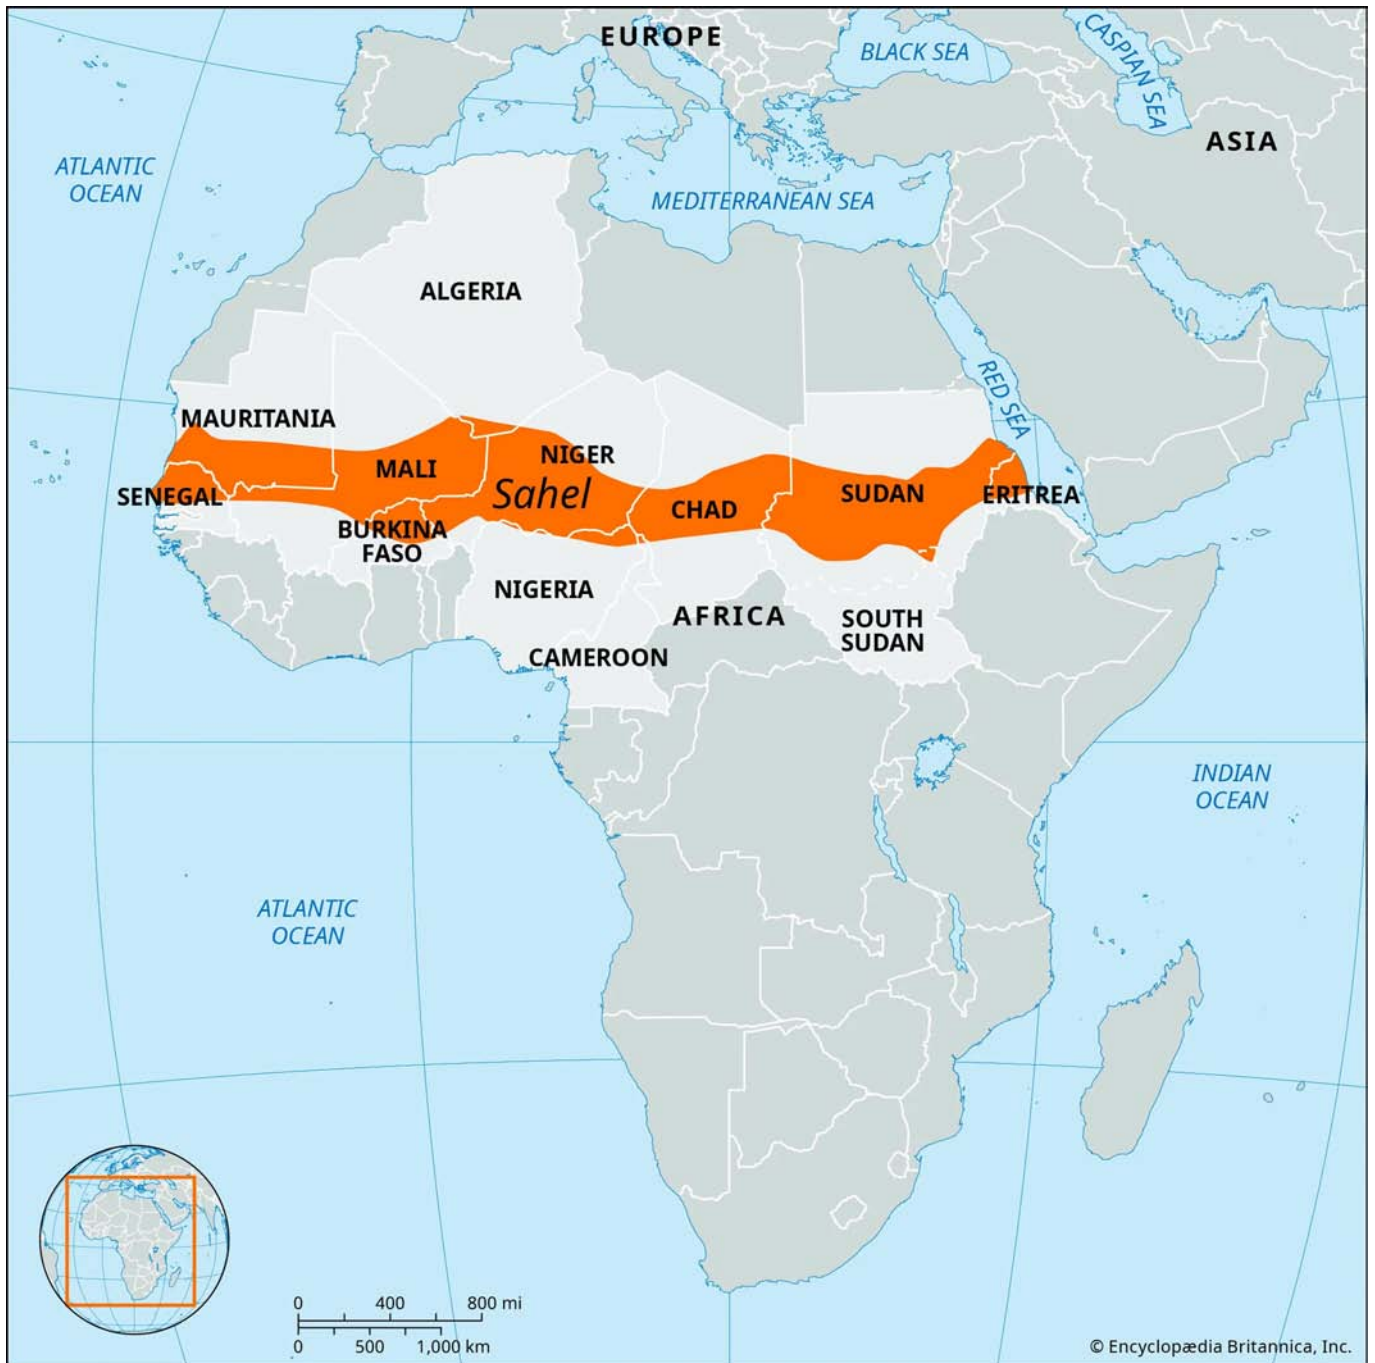 EUROPE
BLACK SEA
CASPIAN SEA
ASIA
ATLANTIC
OCEAN
MEDITERRANEAN SEA
ALGERIA
RED SEA
MAURITANIA
MALI
NIGER
Sahel
SENEGAL
CHAD
SUDAN
ERITREA
BURKINA
FASO
NIGERIA
AFRICA
SOUTH
SUDAN
CAMEROON
INDIAN
OCEAN
ATLANTIC
OCEAN
0 400 800 mi
0 500 1,000 km
© Encyclopædia Britannica, Inc.